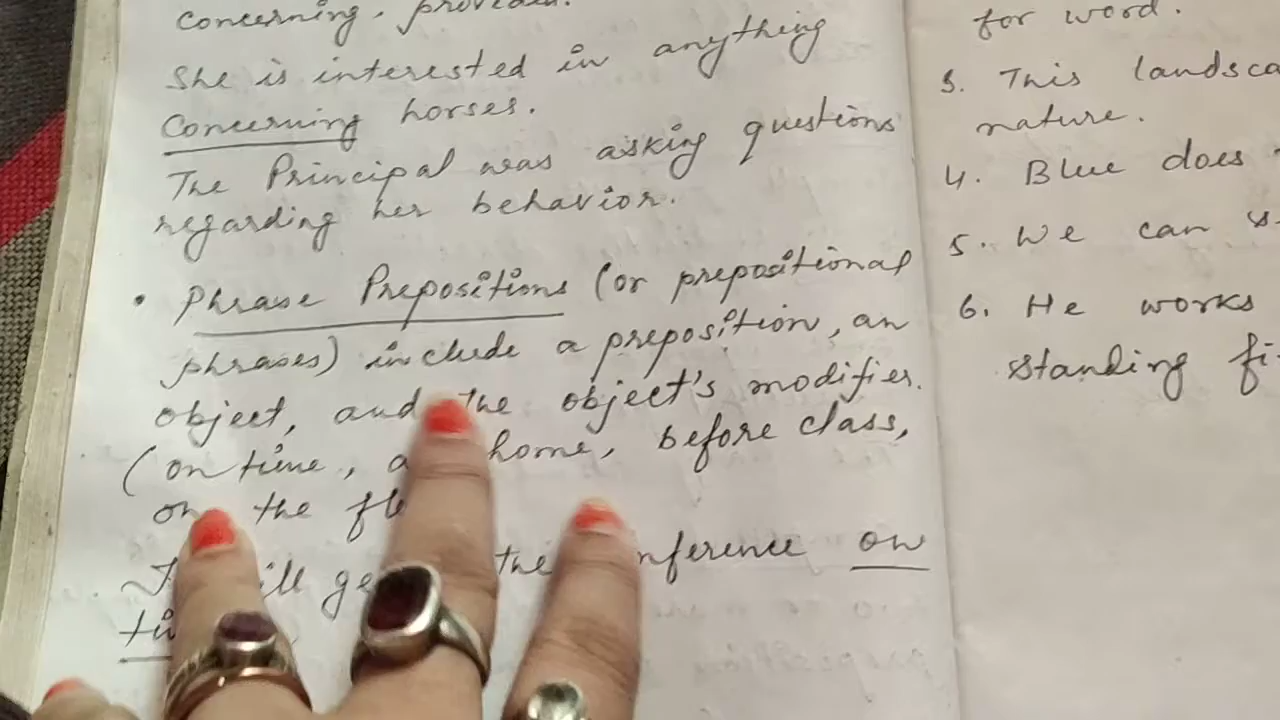 concerning, provided.
She is interested in anything
Concerning horses.
The Principal was asking questions
regarding her behavior.
• Phrase Prepositions (or prepositional
phrases) include a preposition, an
object, and the object's modifier.
(on time, home, before class,
on the
the on
for word.
3. This
nature.
4. Blue does
5. We can
6. He works
standing